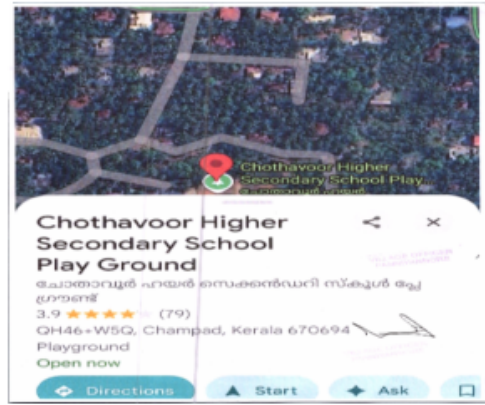 Chothavoor Higher
Secondary School Play...
ചോതാവൂർ ഹയർ
Chothavoor Higher
Secondary School
Play Ground
ചോതാവൂർ ഹയർ സെക്കൻഡറി സ്കൂൾ പ്ലേ
ഗ്രൗണ്ട്
3.9 (79)
QH46+W5Q, Champad, Kerala 670694
Playground
Open now
Directions
Start
Ask